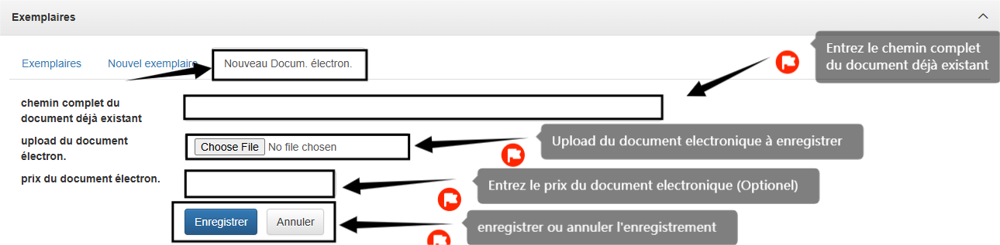 Exemplaires
Entrez le chemin complet
du document déjà existant
Exemplaires
Nouvel exemplaire
Nouveau Docum. électron.
chemin complet du
document déjà existant
upload du document
électron.
Choose File No file chosen
Upload du document electronique à enregistrer
prix du document électron.
Entrez le prix du document electronique (Optionel)
Enregistrer
Annuler
enregistrer ou annuler l'enregistrement